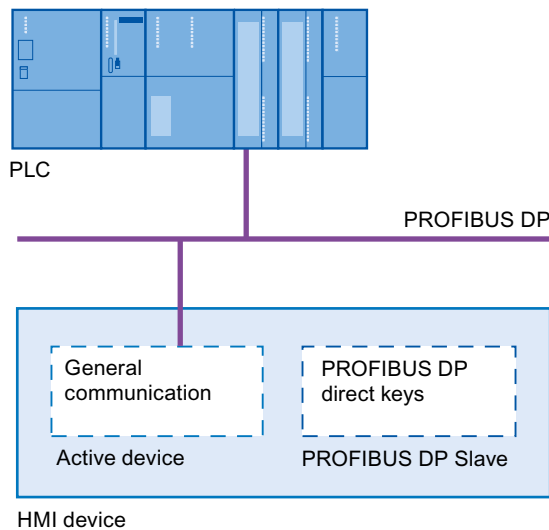 PLC
PROFIBUS DP
General
communication
PROFIBUS DP
direct keys
Active device
PROFIBUS DP Slave
HMI device